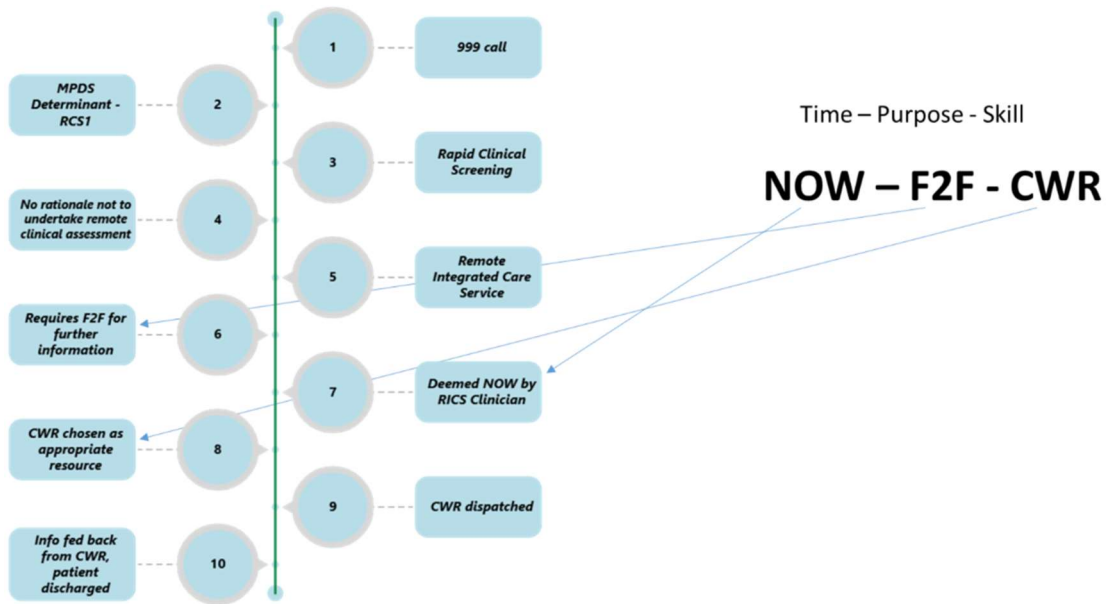 1
999 call
MPDS
Determinant -
RCS1
2
Time – Purpose - Skill
3
Rapid Clinical
Screening
NOW – F2F - CWR
No rationale not to
undertake remote
clinical assessment
4
5
Remote
Integrated Care
Service
Requires F2F for
further
information
6
7
Deemed NOW by
RICS Clinician
CWR chosen as
appropriate
resource
8
9
CWR dispatched
Info fed back
from CWR,
patient
discharged
10